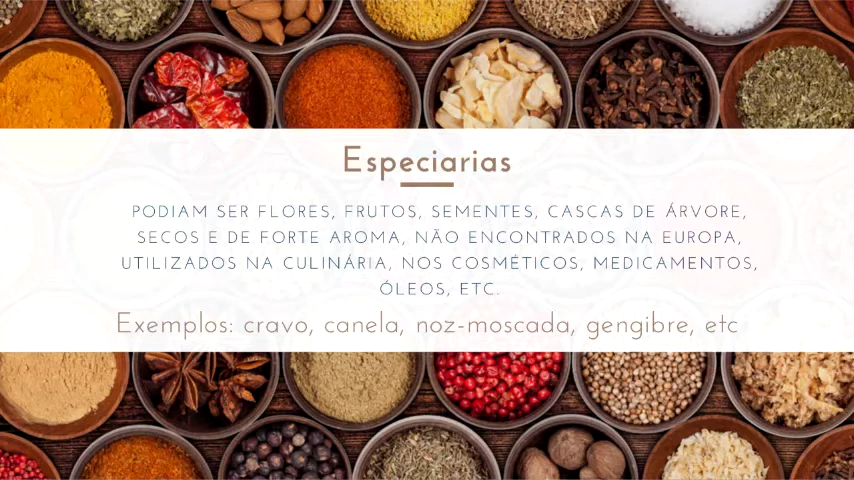 Especiarias
PODIAM SER FLORES, FRUTOS, SEMENTES, CASCAS DE ÁRVORE,
SECOS E DE FORTE AROMA, NÃO ENCONTRADOS NA EUROPA,
UTILIZADOS NA CULINÁRIA, NOS COSMÉTICOS, MEDICAMENTOS,
ÓLEOS, ETC.
Exemplos: cravo, canela, noz-moscada, gengibre, etc